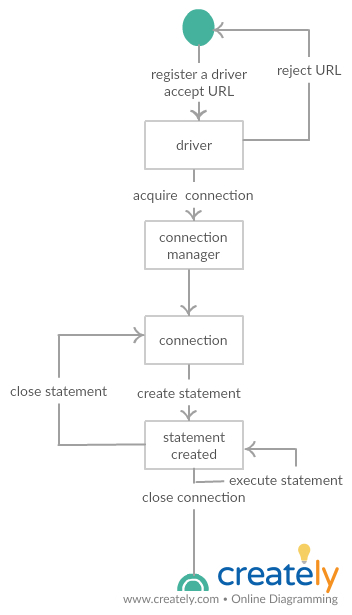 reject URL
register a driver
accept URL
driver
acquire  connection
connection
manager
connection
close statement
create statement
statement
created
execute statement
close connection
creately
www.creately.com • Online Diagramming